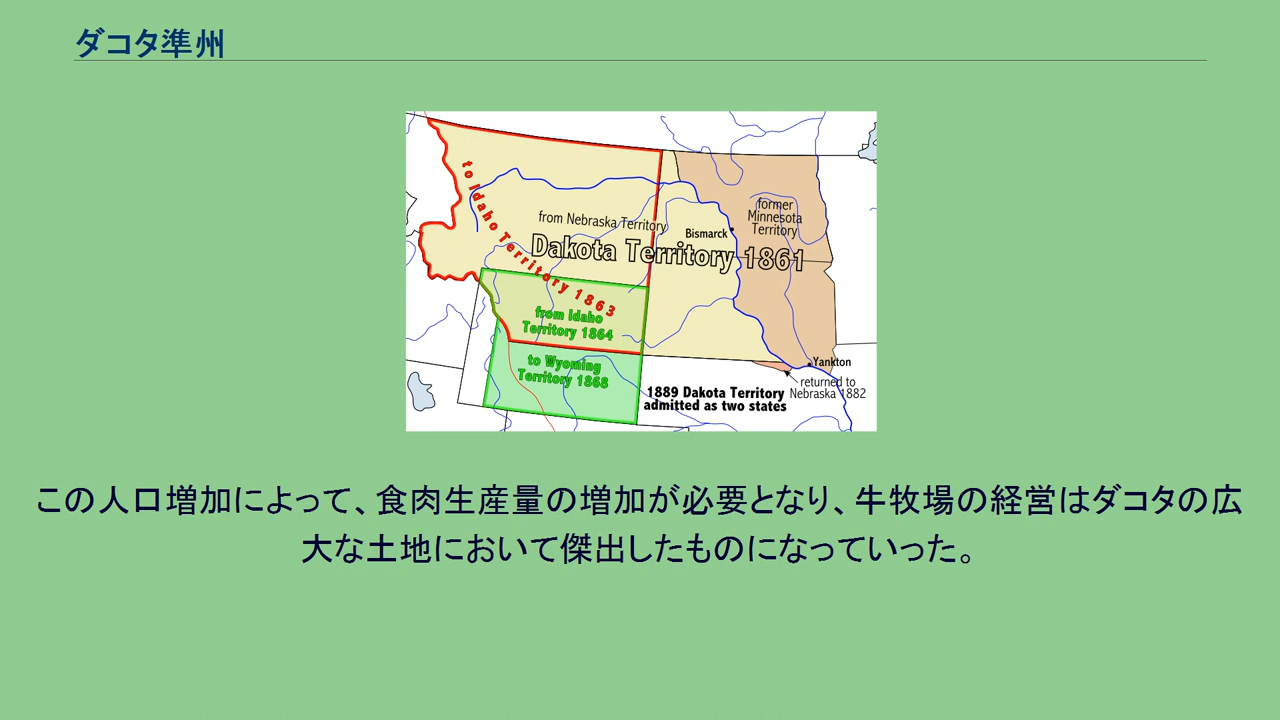 ダコタ準州
to Idaho Territory 1863
from Nebraska Territory
Bismarck
former
Minnesota
Territory
Dakota Territory 1861
from Idaho
Territory 1864
to Wyoming
Territory 1868
Yankton
returned to
Nebraska 1882
1889 Dakota Territory
admitted as two states
この人口増加によって、食肉生産量の増加が必要となり、牛牧場の経営はダコタの広
大な土地において傑出したものになっていった。